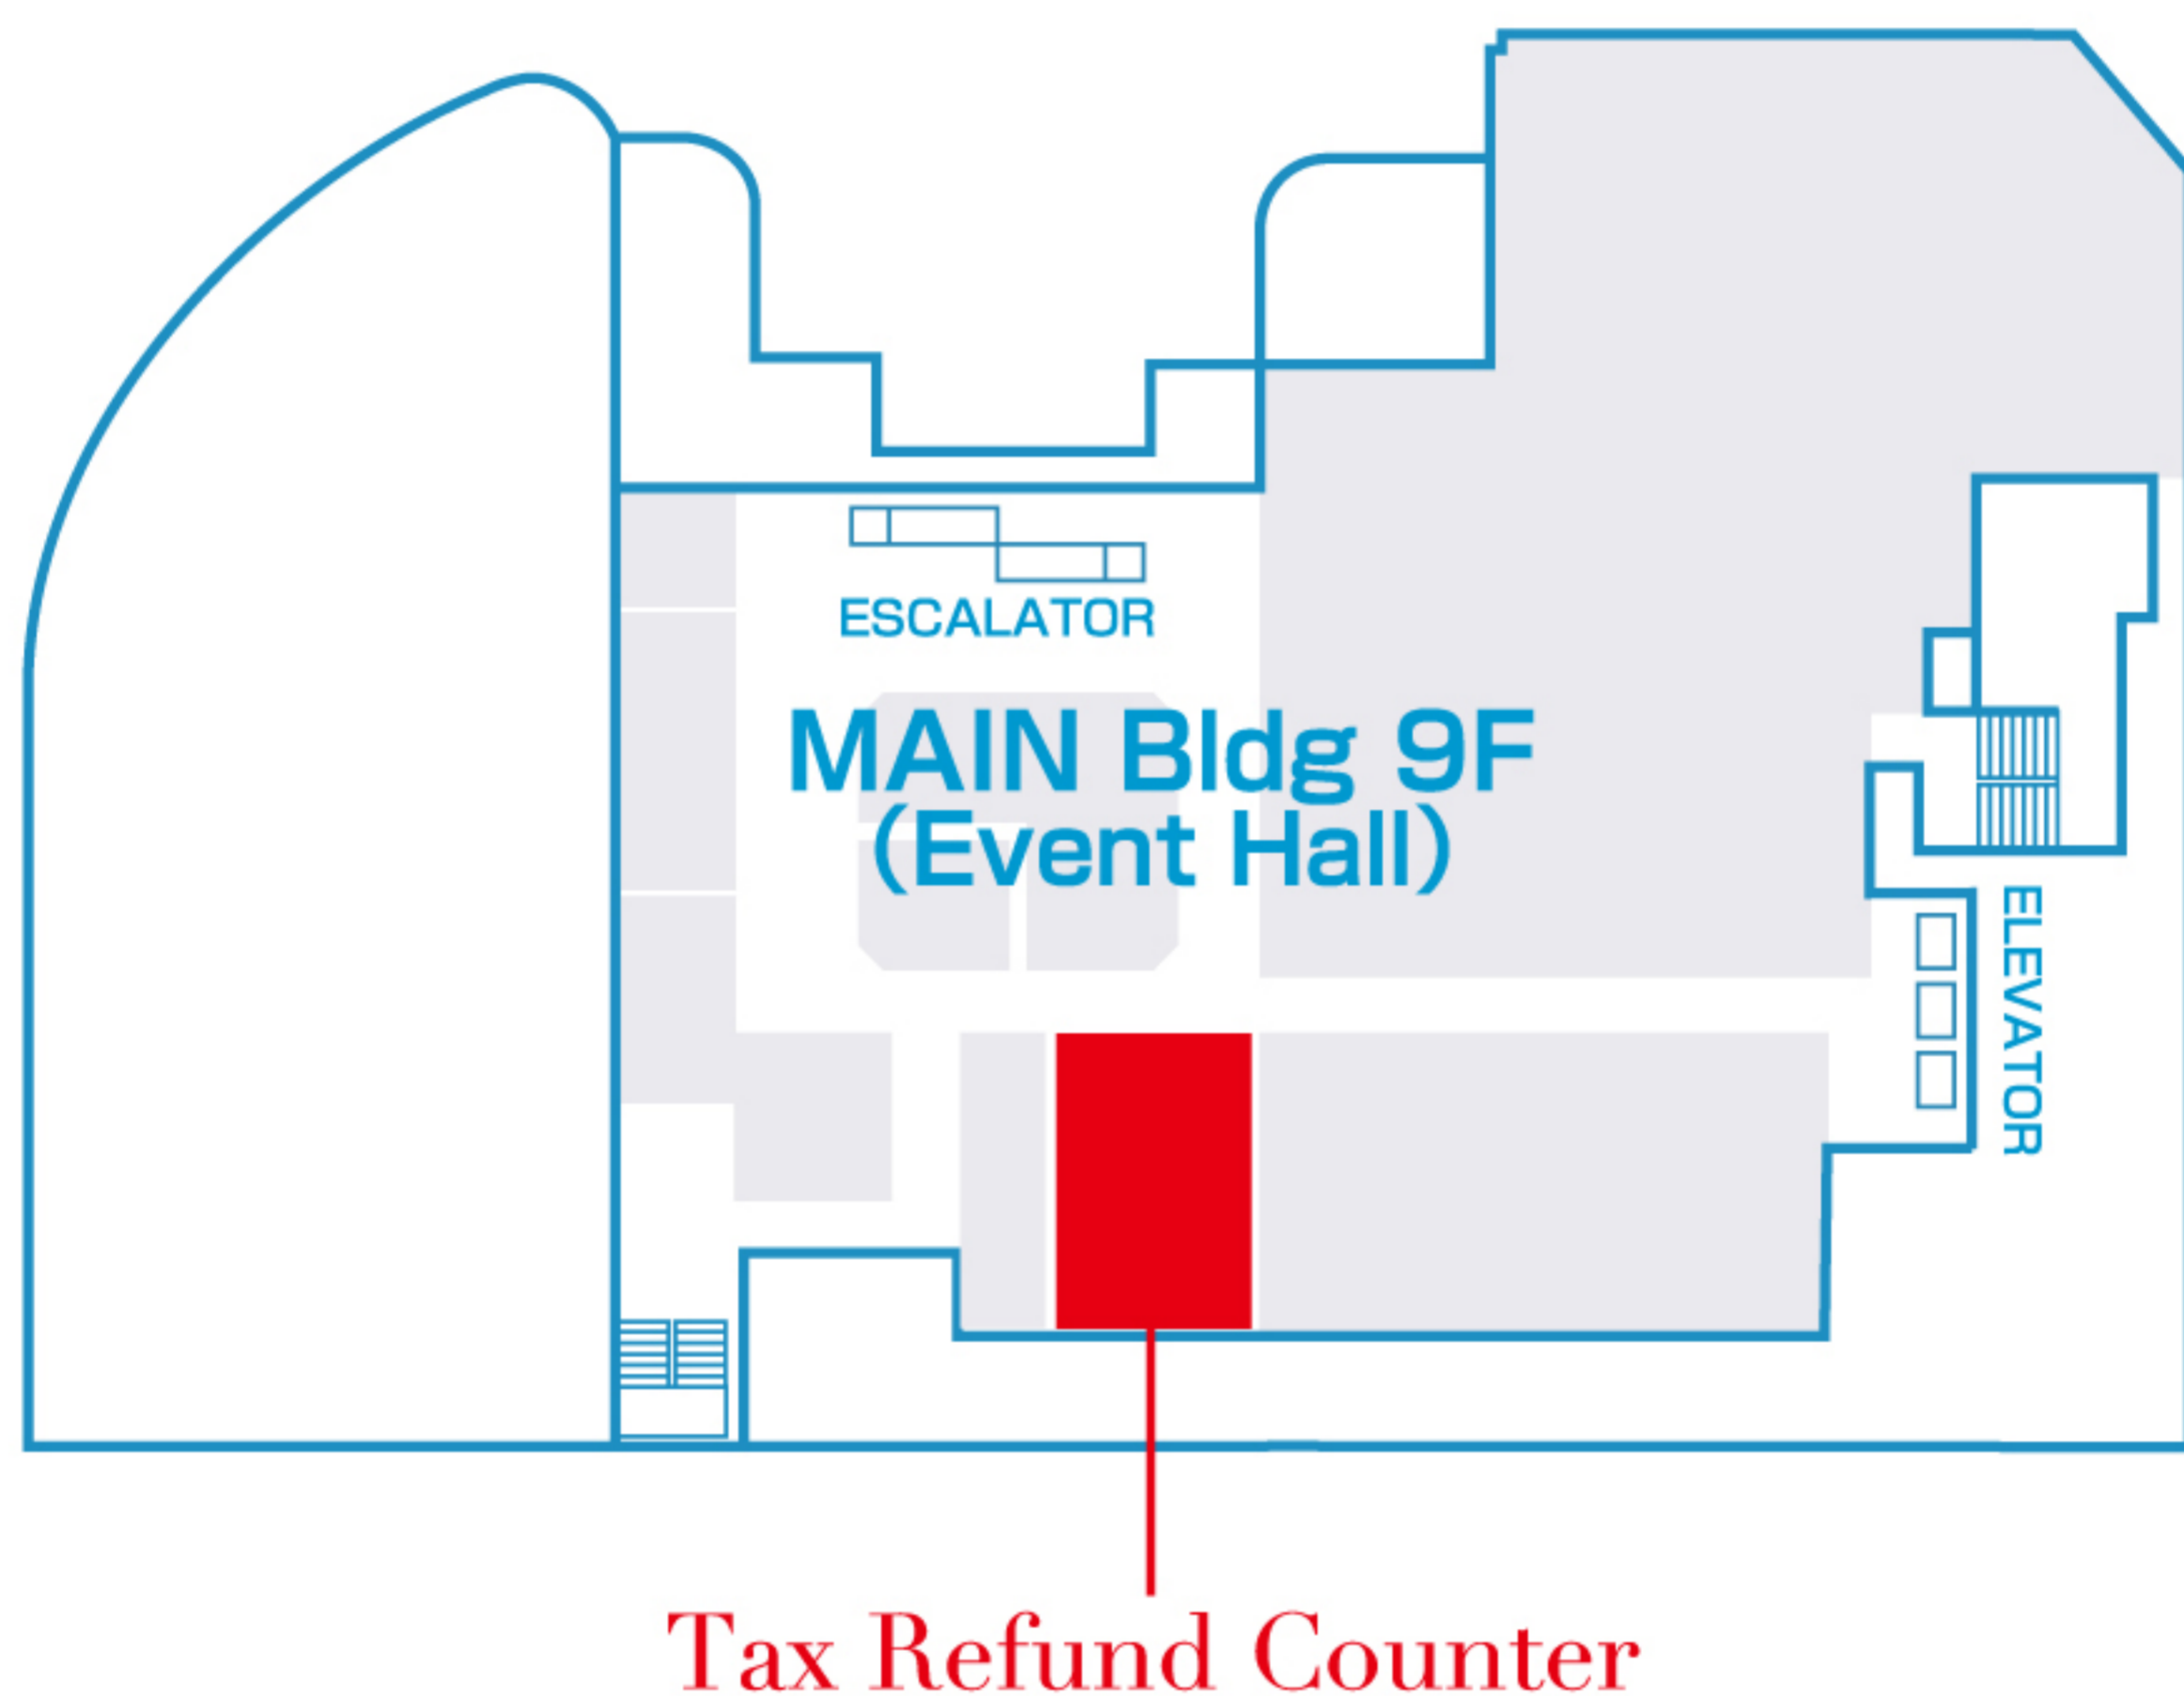 ESCALATOR
MAIN Bldg 9F
(Event Hall)
ELEVATOR
Tax Refund Counter